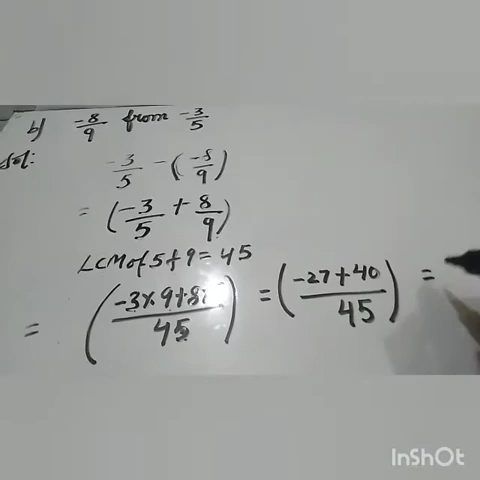 b) -8/9 from -3/5
Sol:
-3/5 - (-8/9)
= (-3/5 + 8/9)
LCM of 5 + 9 = 45
= (-3×9+8 /45) = (-27+40/45) =
InShOt